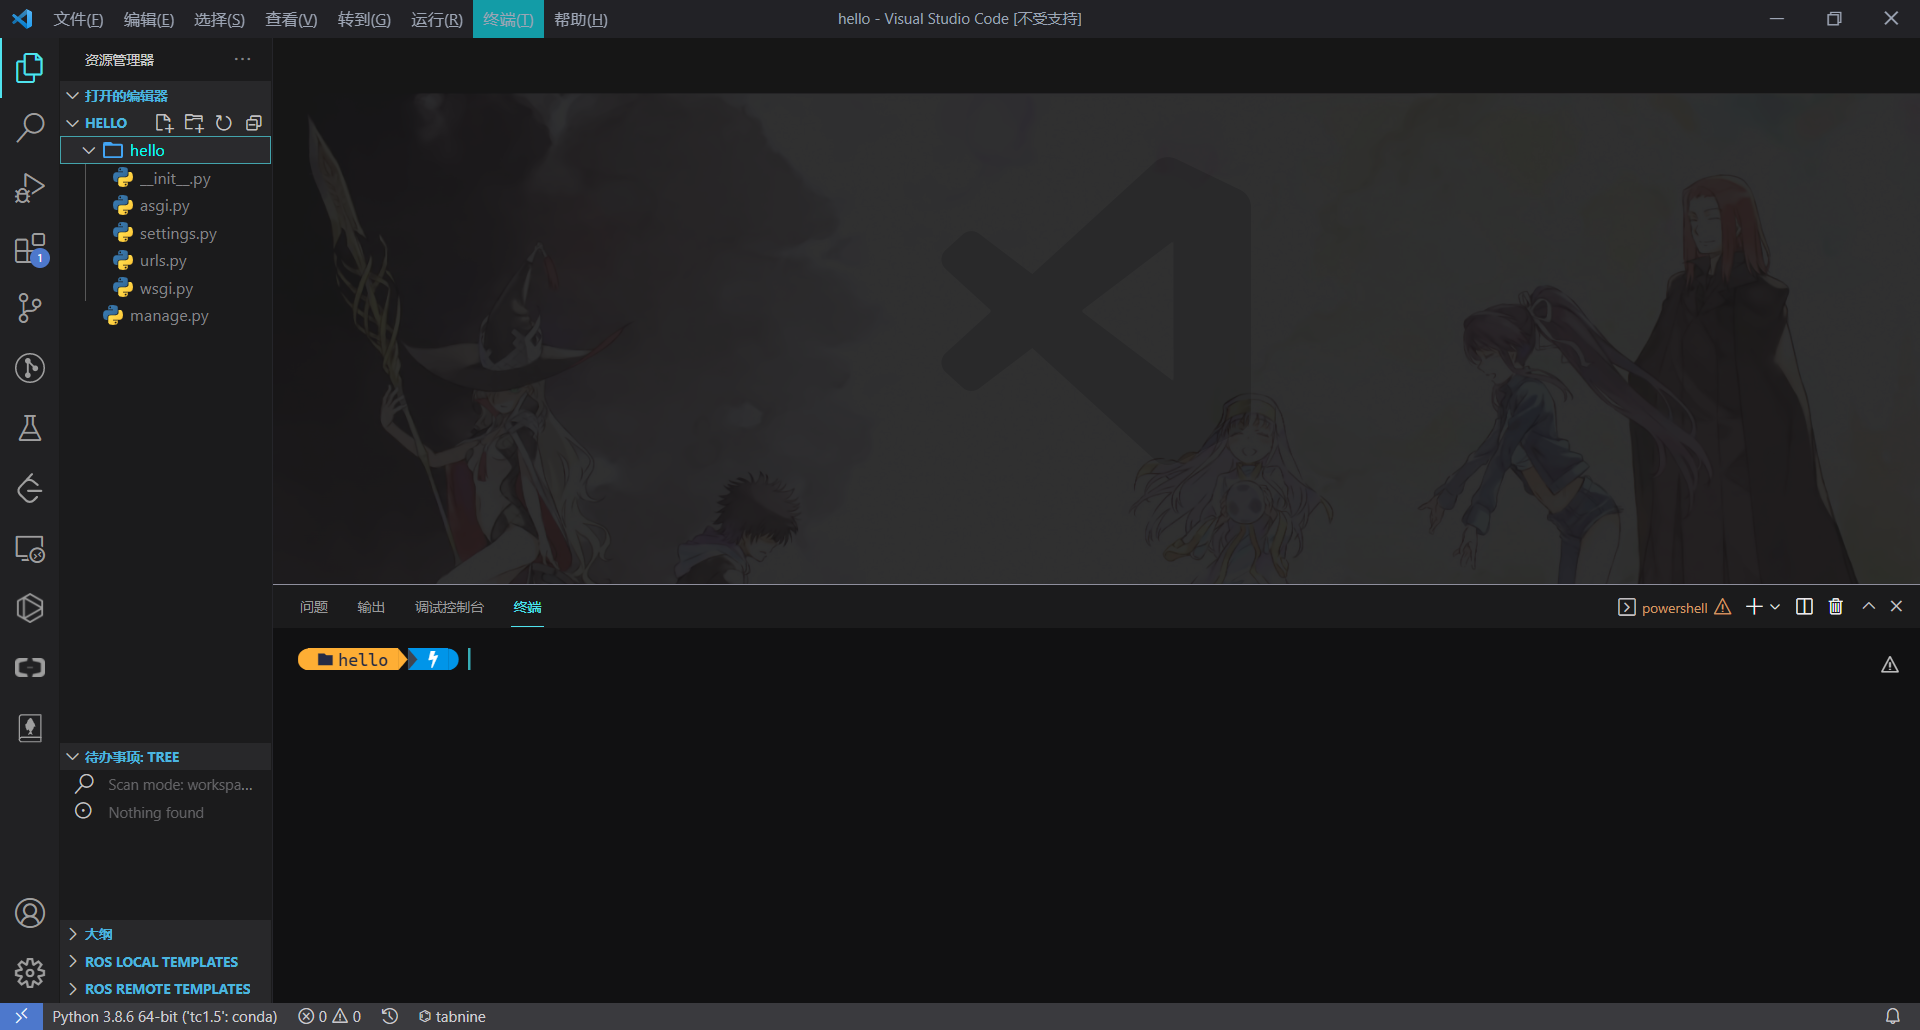 文件(F) 编辑(E) 选择(S) 查看(V) 转到(G) 运行(R) 终端(T) 帮助(H) hello - Visual Studio Code [不受支持]
资源管理器
打开的编辑器
HELLO
hello
__init__.py
asgi.py
settings.py
urls.py
wsgi.py
manage.py
1
待办事项: TREE
Scan mode: workspa...
Nothing found
大纲
ROS LOCAL TEMPLATES
ROS REMOTE TEMPLATES
问题 输出 调试控制台 终端 powershell
hello
Python 3.8.6 64-bit ('tc1.5': conda) 0 0 tabnine